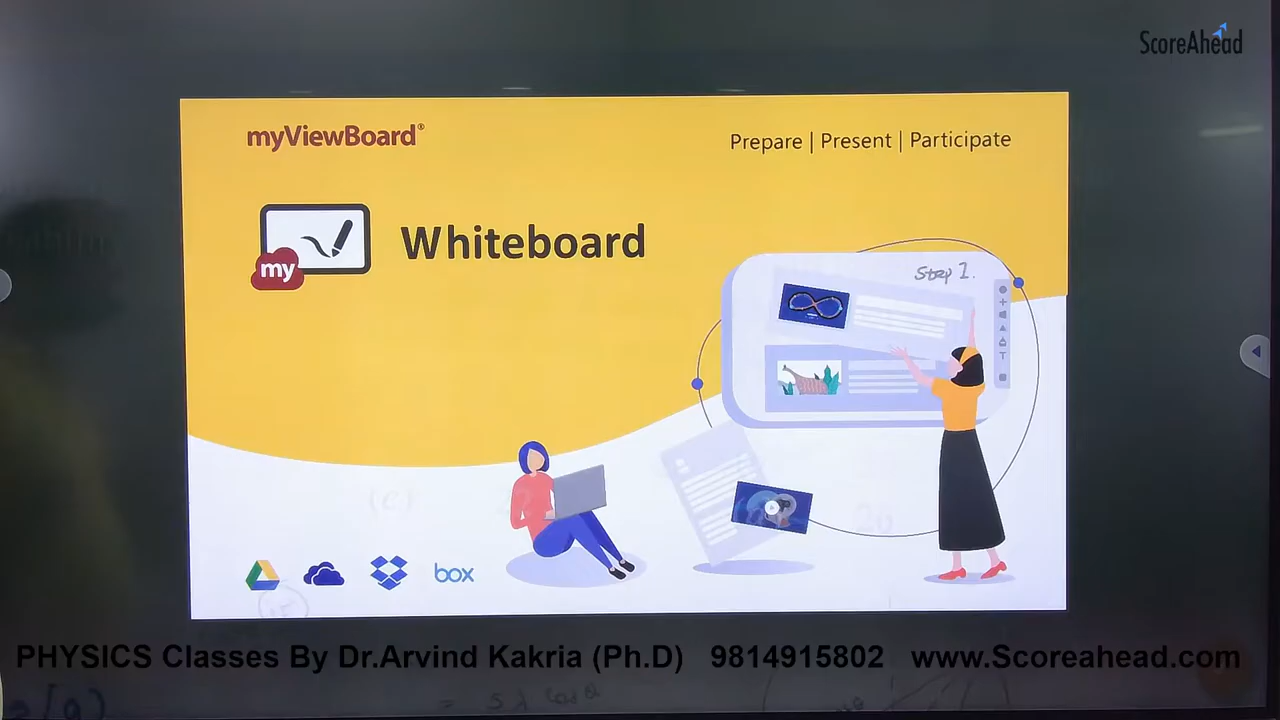 ScoreAhead
myViewBoard®
Prepare | Present | Participate
my
Whiteboard
Step 1.
T
(c)
26
box
PHYSICS Classes By Dr.Arvind Kakria (Ph.D) 9814915802 www.Scoreahead.com